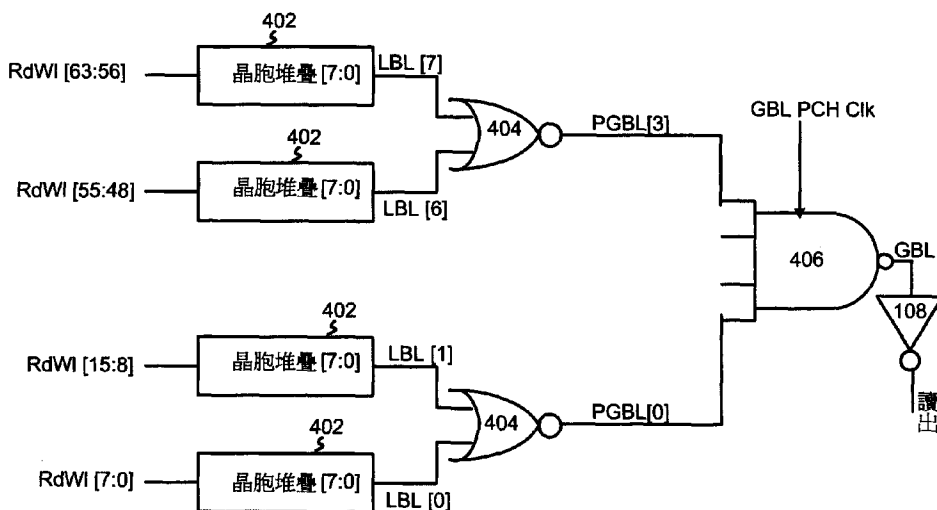 402
RdWl [63:56]
晶胞堆疊 [7:0]
LBL [7]
404
PGBL[3]
GBL PCH Clk
402
RdWl [55:48]
晶胞堆疊 [7:0]
LBL [6]
406
GBL
108
讀出
402
RdWl [15:8]
晶胞堆疊 [7:0]
LBL [1]
404
PGBL[0]
402
RdWl [7:0]
晶胞堆疊 [7:0]
LBL [0]